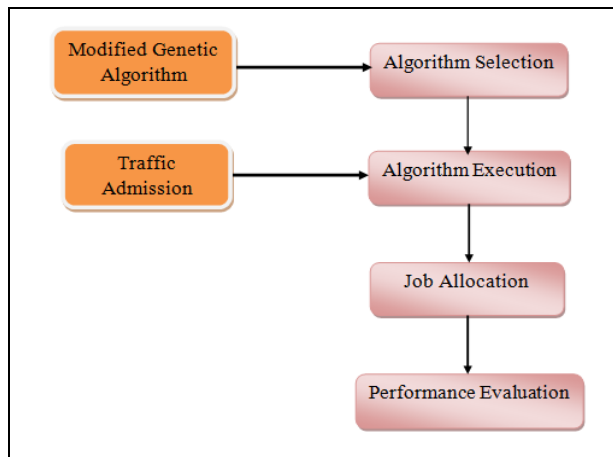 Modified Genetic
Algorithm
Algorithm Selection
Traffic
Admission
Algorithm Execution
Job Allocation
Performance Evaluation